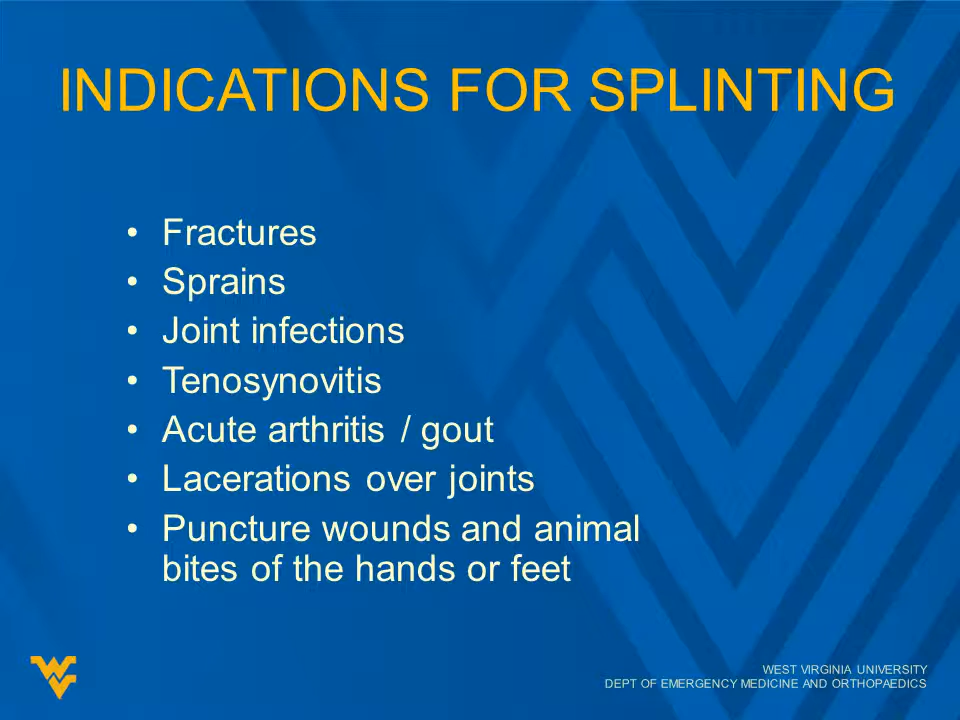 INDICATIONS FOR SPLINTING
• Fractures
• Sprains
• Joint infections
• Tenosynovitis
• Acute arthritis / gout
• Lacerations over joints
• Puncture wounds and animal
bites of the hands or feet
WEST VIRGINIA UNIVERSITY
DEPT OF EMERGENCY MEDICINE AND ORTHOPAEDICS